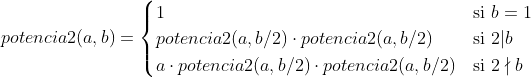 potencia2(a, b) = { 1 si b = 1
potencia2(a, b/2) · potencia2(a, b/2) si 2|b
a · potencia2(a, b/2) · potencia2(a, b/2) si 2 ∤ b